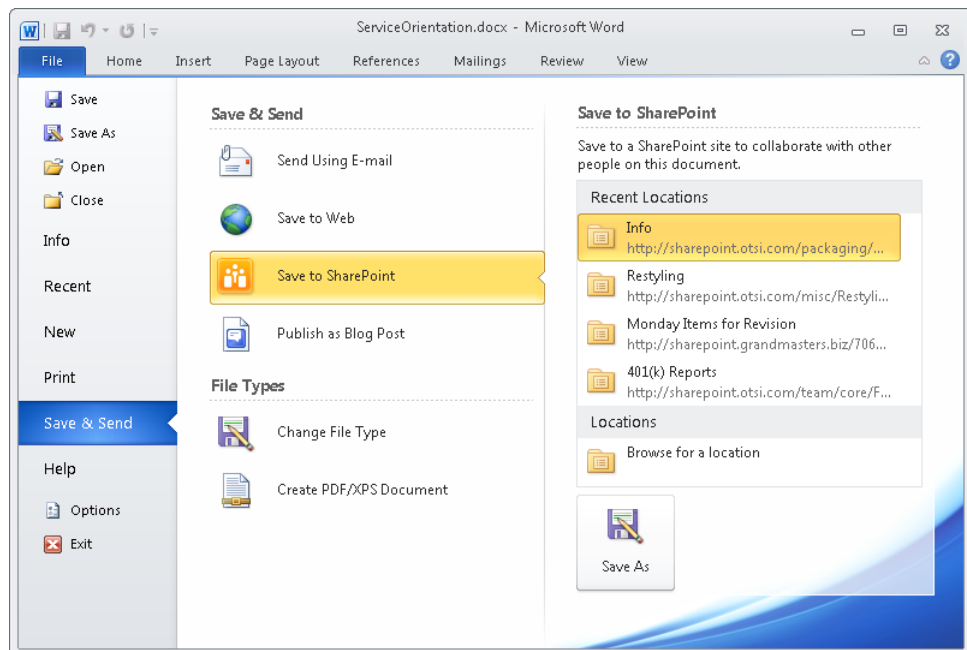 ServiceOrientation.docx - Microsoft Word
File Home Insert Page Layout References Mailings Review View
Save
Save As
Open
Close
Info
Recent
New
Print
Save & Send
Help
Options
Exit
Save & Send
Send Using E-mail
Save to Web
Save to SharePoint
Publish as Blog Post
File Types
Change File Type
Create PDF/XPS Document
Save to SharePoint
Save to a SharePoint site to collaborate with other
people on this document.
Recent Locations
Info
http://sharepoint.otsi.com/packaging/...
Restyling
http://sharepoint.otsi.com/misc/Restyli...
Monday Items for Revision
http://sharepoint.grandmasters.biz/706...
401(k) Reports
http://sharepoint.otsi.com/team/core/F...
Locations
Browse for a location
Save As